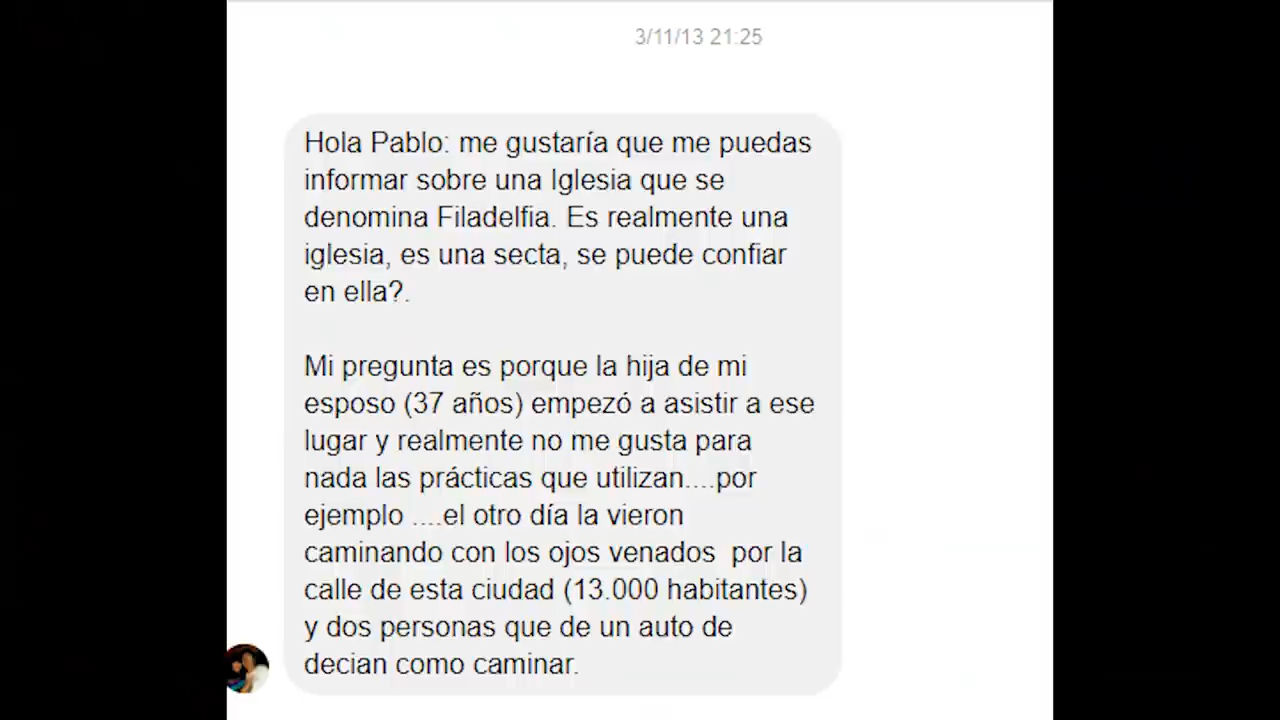 3/11/13 21:25
Hola Pablo: me gustaría que me puedas
informar sobre una Iglesia que se
denomina Filadelfia. Es realmente una
iglesia, es una secta, se puede confiar
en ella?.
Mi pregunta es porque la hija de mi
esposo (37 años) empezó a asistir a ese
lugar y realmente no me gusta para
nada las prácticas que utilizan....por
ejemplo ....el otro día la vieron
caminando con los ojos venados por la
calle de esta ciudad (13.000 habitantes)
y dos personas que de un auto de
decian como caminar.